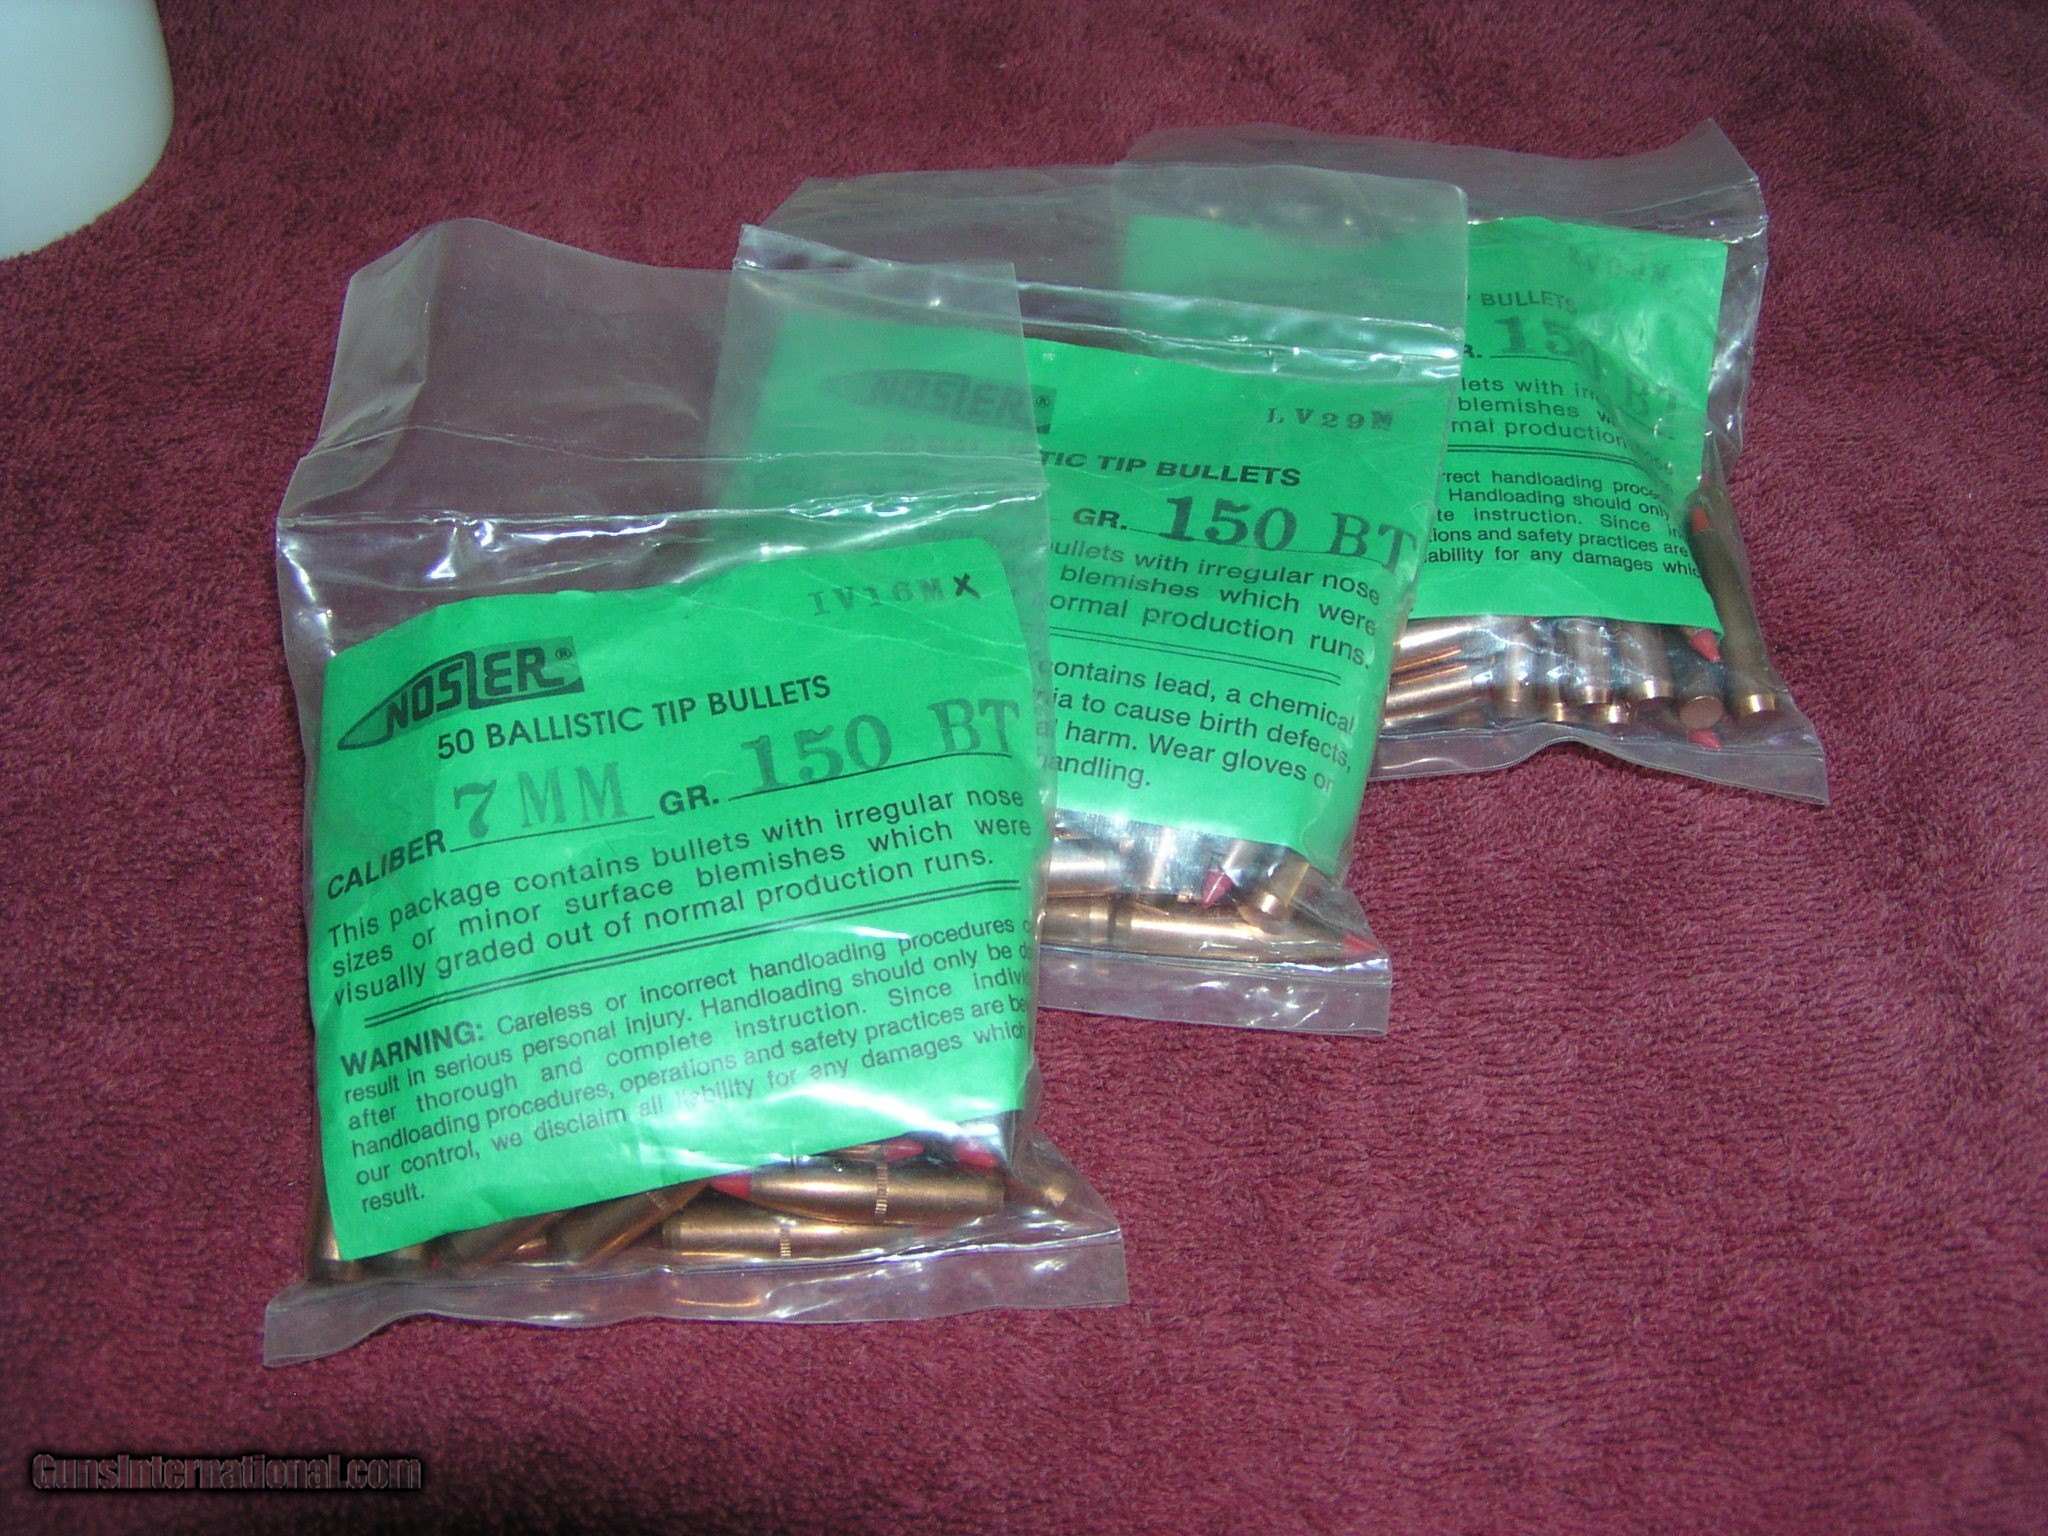 IV16MX
NOSLER®
50 BALLISTIC TIP BULLETS
CALIBER 7MM GR. 150 BT
This package contains bullets with irregular nose
sizes or minor surface blemishes which were
visually graded out of normal production runs.
WARNING: Careless or incorrect handloading procedures
result in serious personal injury. Handloading should only be
after thorough and complete instruction. Since
handloading procedures, operations and safety practices are
our control, we disclaim all liability for any damages which
result.
LV29M
NOSLER®
TIP BULLETS
GR. 150 BT
bullets with irregular nose
blemishes which were
normal production runs.
contains lead, a chemical
to cause birth defects,
harm. Wear gloves or
handling.
BULLETS
150 BT
with
blemishes
production
handloading
Handloading should only
instruction. Since
and safety practices are
for any damages
GunsInternational.com